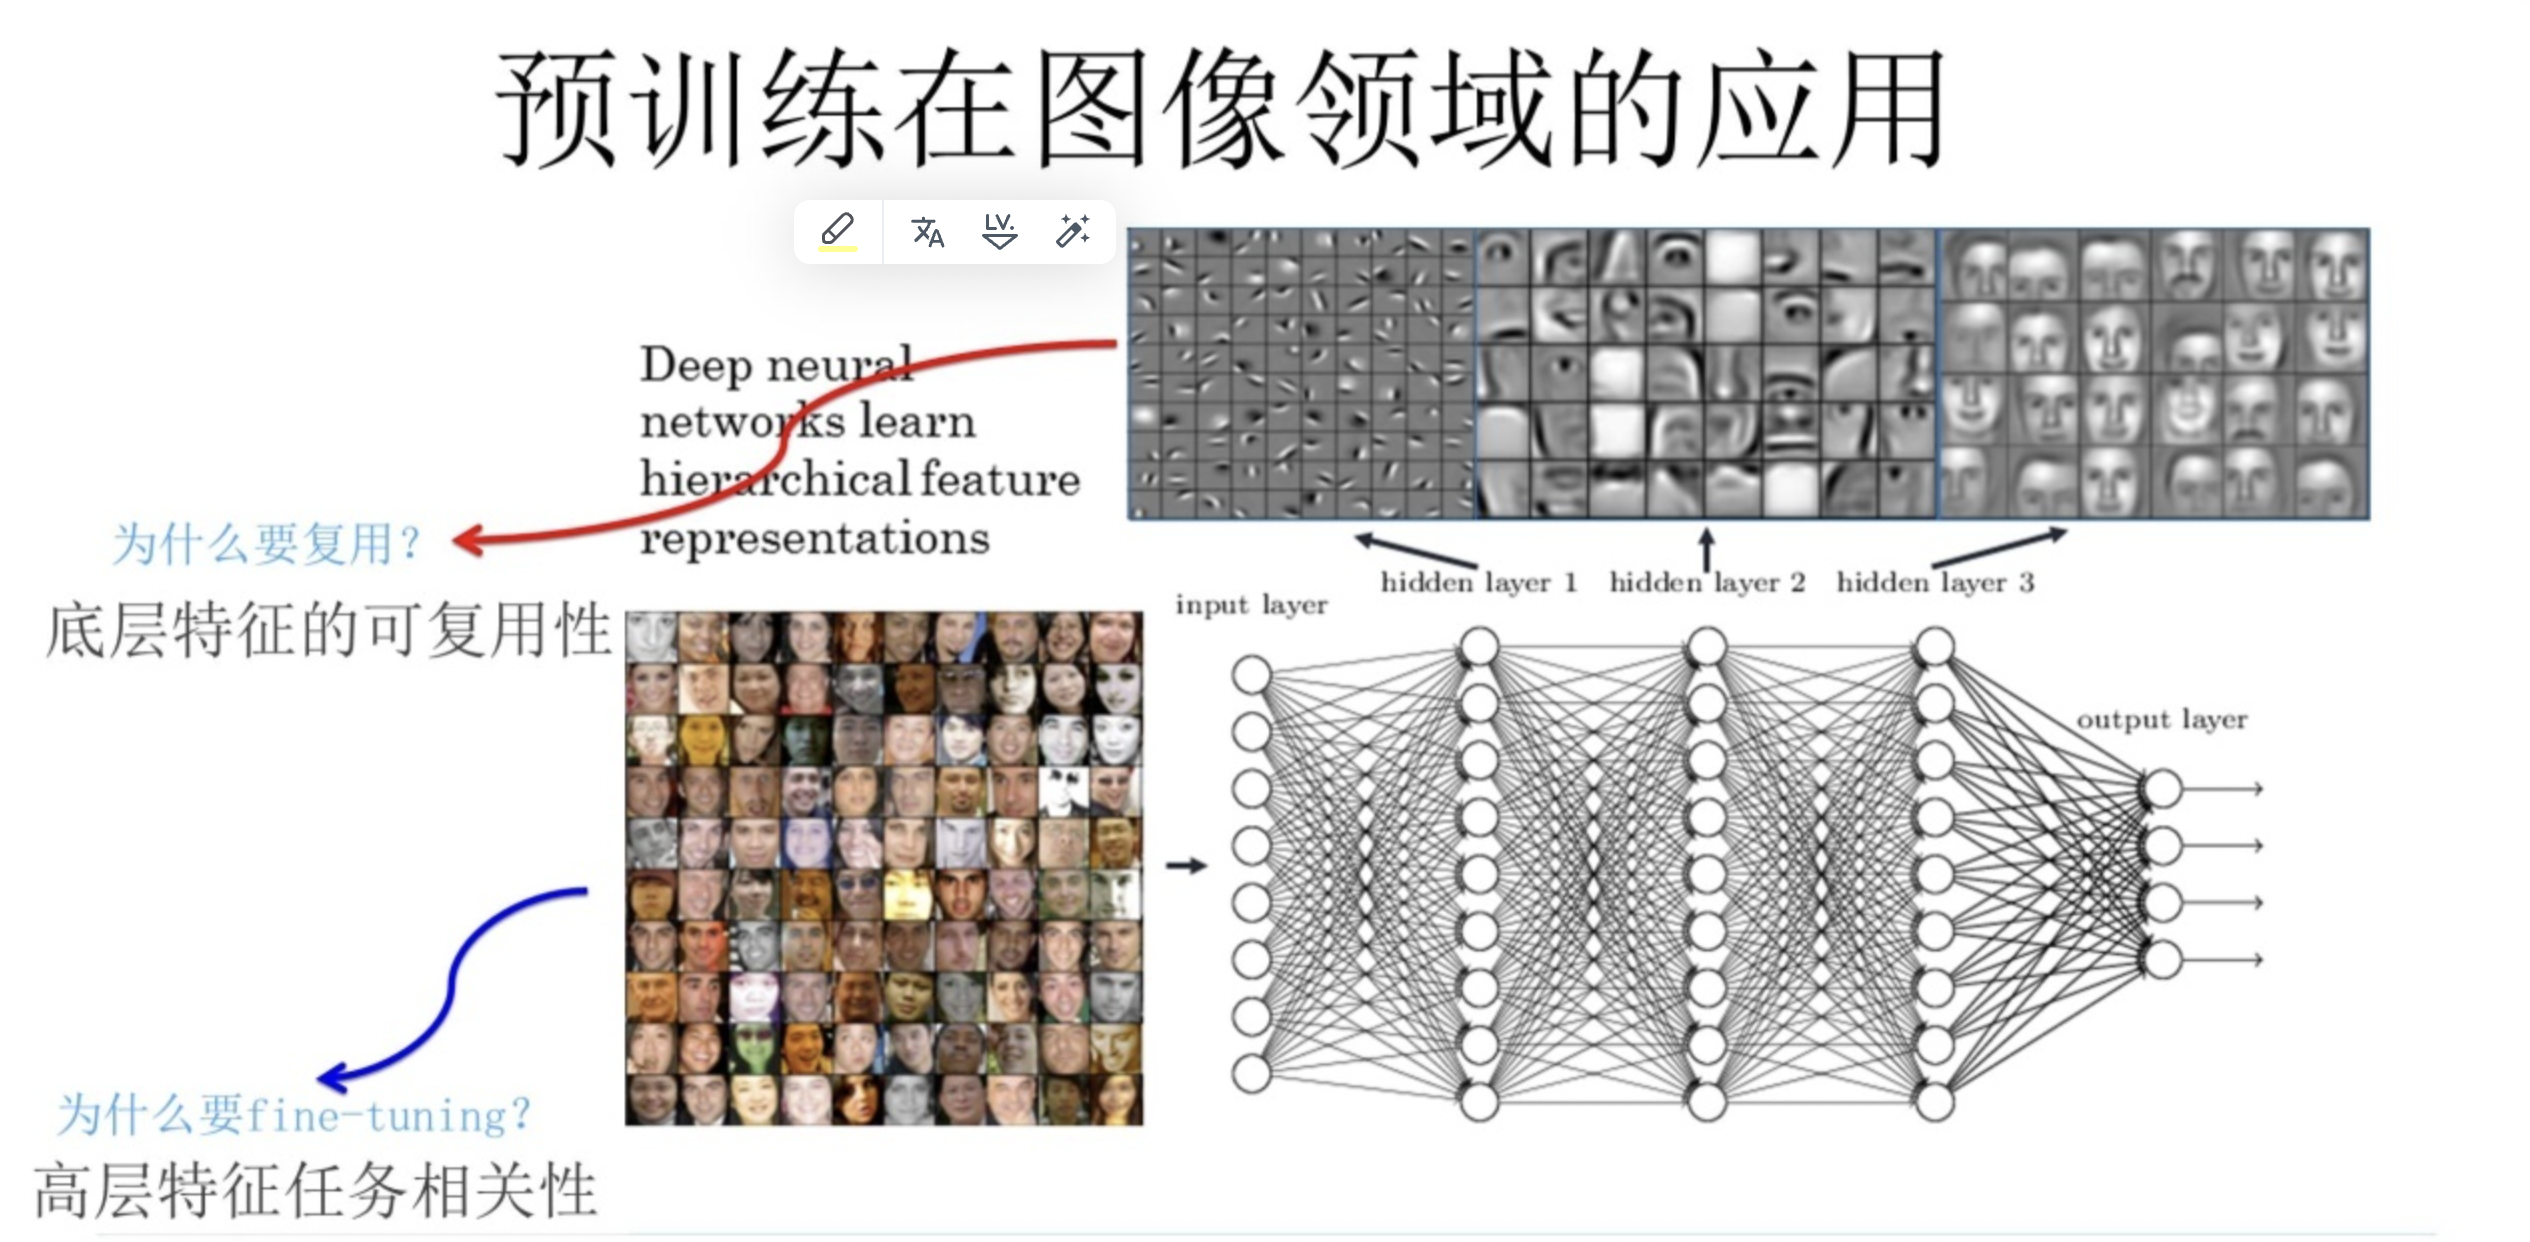 预训练在图像领域的应用
LV.
Deep neural
networks learn
hierarchical feature
representations
为什么要复用?
底层特征的可复用性
hidden layer 1
hidden layer 2
hidden layer 3
input layer
output layer
为什么要fine-tuning?
高层特征任务相关性